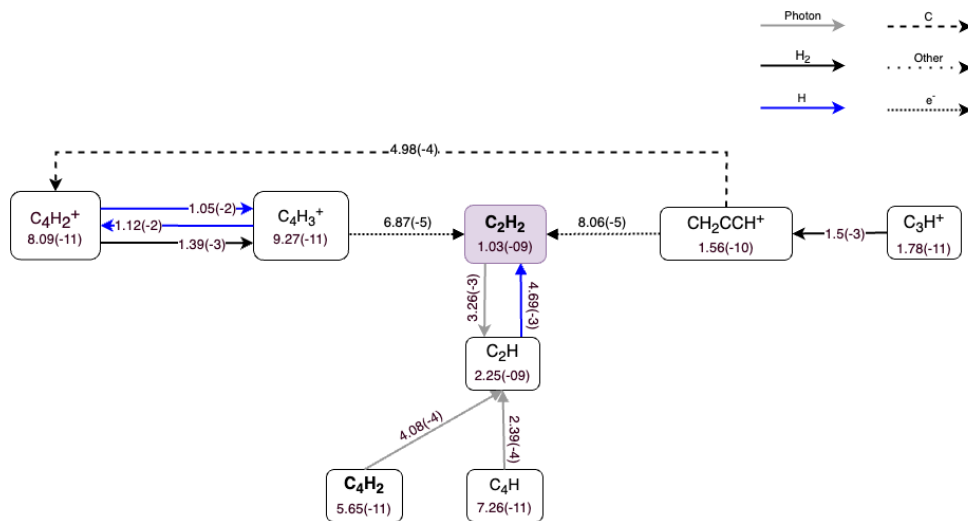 Photon
C
H₂
Other
H
e⁻
4.98(-4)
C₄H₂⁺
8.09(-11)
1.05(-2)
1.12(-2)
1.39(-3)
C₄H₃⁺
9.27(-11)
6.87(-5)
C₂H₂
1.03(-09)
8.06(-5)
CH₂CCH⁺
1.56(-10)
1.5(-3)
C₃H⁺
1.78(-11)
3.26(-3)
4.69(-3)
C₂H
2.25(-09)
4.08(-4)
2.39(-4)
C₄H₂
5.65(-11)
C₄H
7.26(-11)